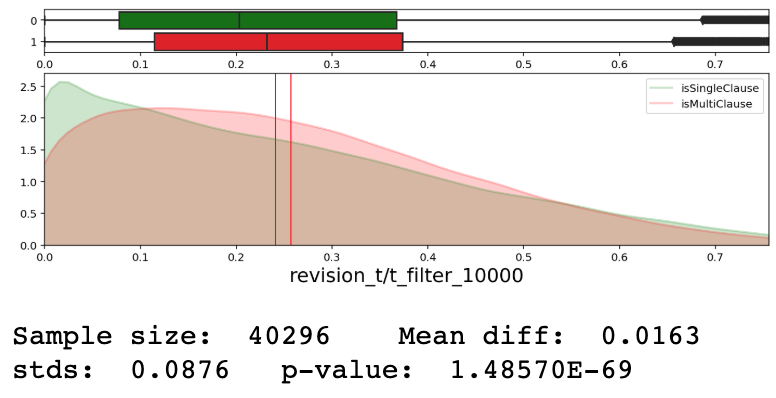 0
1
0.0 0.1 0.2 0.3 0.4 0.5 0.6 0.7
2.5
2.0
1.5
1.0
0.5
0.0
isSingleClause
isMultiClause
0.0 0.1 0.2 0.3 0.4 0.5 0.6 0.7
revision_t/t_filter_10000
Sample size: 40296 Mean diff: 0.0163
stds: 0.0876 p-value: 1.48570E-69